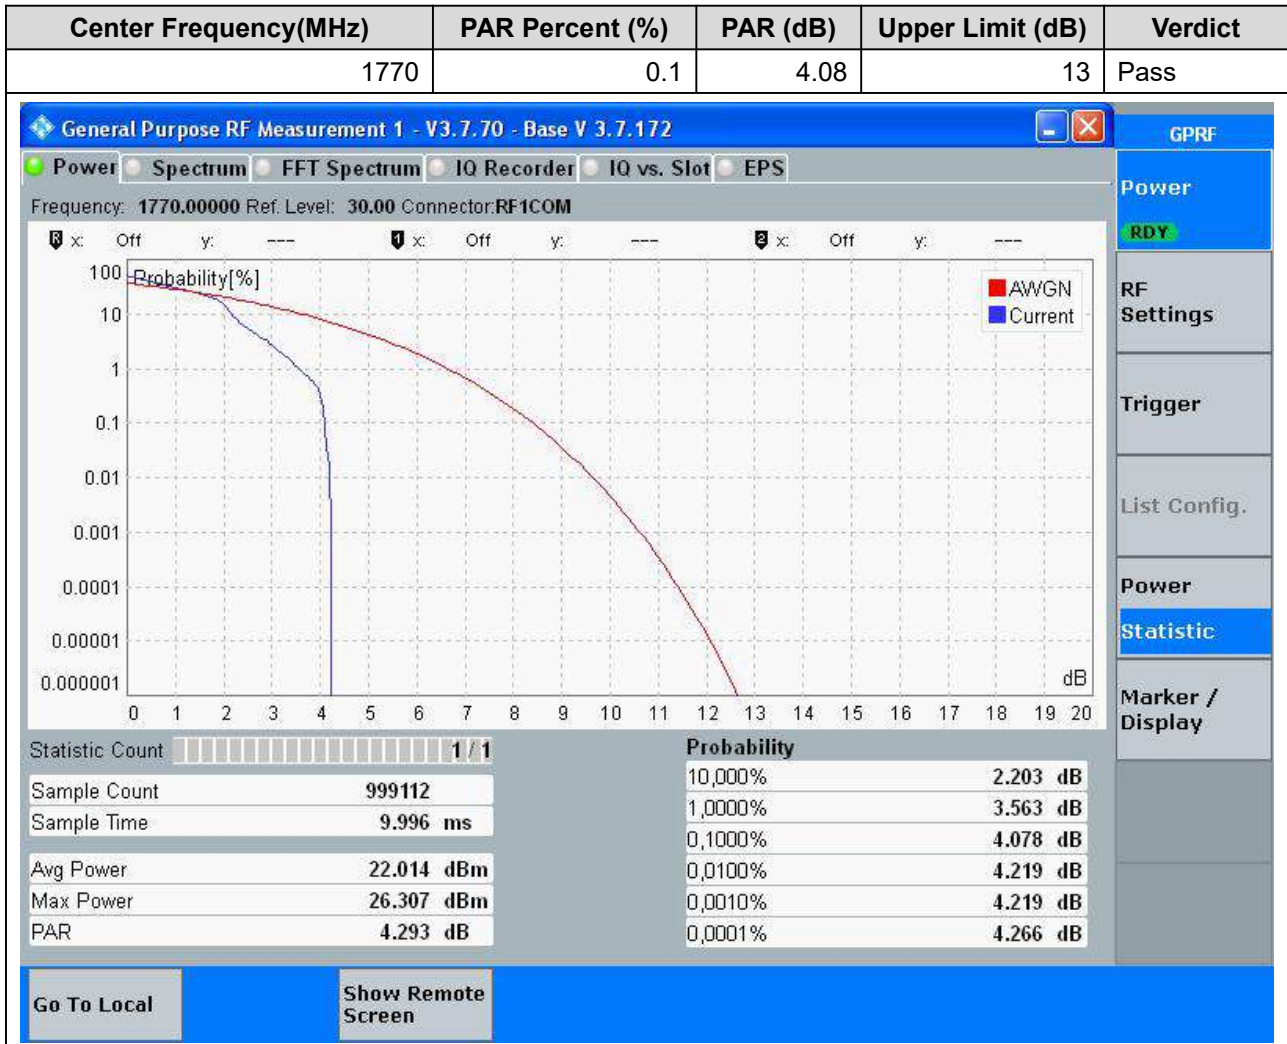 Center Frequency(MHz) PAR Percent (%) PAR (dB) Upper Limit (dB) Verdict
1770 0.1 4.08 13 Pass
General Purpose RF Measurement 1 - V3.7.70 - Base V 3.7.172
GPRF
Power Spectrum FFT Spectrum IQ Recorder IQ vs. Slot EPS
Frequency: 1770.00000 Ref. Level: 30.00 Connector:RF1COM
R x: Off y: --- 1 x: Off y: --- 2 x: Off y: ---
Probability[%]
AWGN
Current
100
10
1
0.1
0.01
0.001
0.0001
0.00001
0.000001
dB
0 1 2 3 4 5 6 7 8 9 10 11 12 13 14 15 16 17 18 19 20
Statistic Count 1 / 1
Sample Count 999112
Sample Time 9.996 ms
Avg Power 22.014 dBm
Max Power 26.307 dBm
PAR 4.293 dB
Probability
10,000% 2.203 dB
1,0000% 3.563 dB
0,1000% 4.078 dB
0,0100% 4.219 dB
0,0010% 4.219 dB
0,0001% 4.266 dB
Power
RDY
RF
Settings
Trigger
List Config.
Power
Statistic
Marker /
Display
Go To Local
Show Remote
Screen